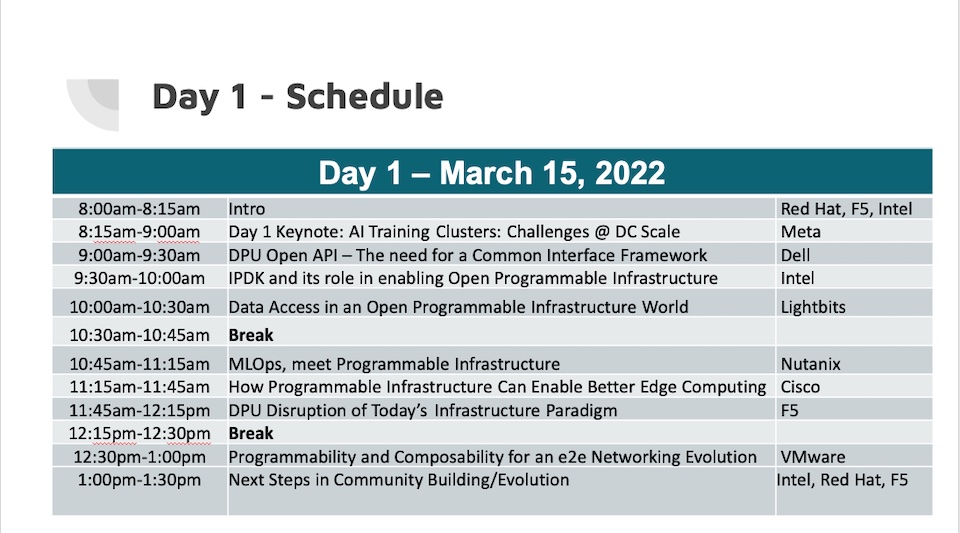 Day 1 - Schedule
Day 1 – March 15, 2022
8:00am-8:15am Intro Red Hat, F5, Intel
8:15am-9:00am Day 1 Keynote: AI Training Clusters: Challenges @ DC Scale Meta
9:00am-9:30am DPU Open API – The need for a Common Interface Framework Dell
9:30am-10:00am IPDK and its role in enabling Open Programmable Infrastructure Intel
10:00am-10:30am Data Access in an Open Programmable Infrastructure World Lightbits
10:30am-10:45am Break
10:45am-11:15am MLOps, meet Programmable Infrastructure Nutanix
11:15am-11:45am How Programmable Infrastructure Can Enable Better Edge Computing Cisco
11:45am-12:15pm DPU Disruption of Today’s Infrastructure Paradigm F5
12:15pm-12:30pm Break
12:30pm-1:00pm Programmability and Composability for an e2e Networking Evolution VMware
1:00pm-1:30pm Next Steps in Community Building/Evolution Intel, Red Hat, F5